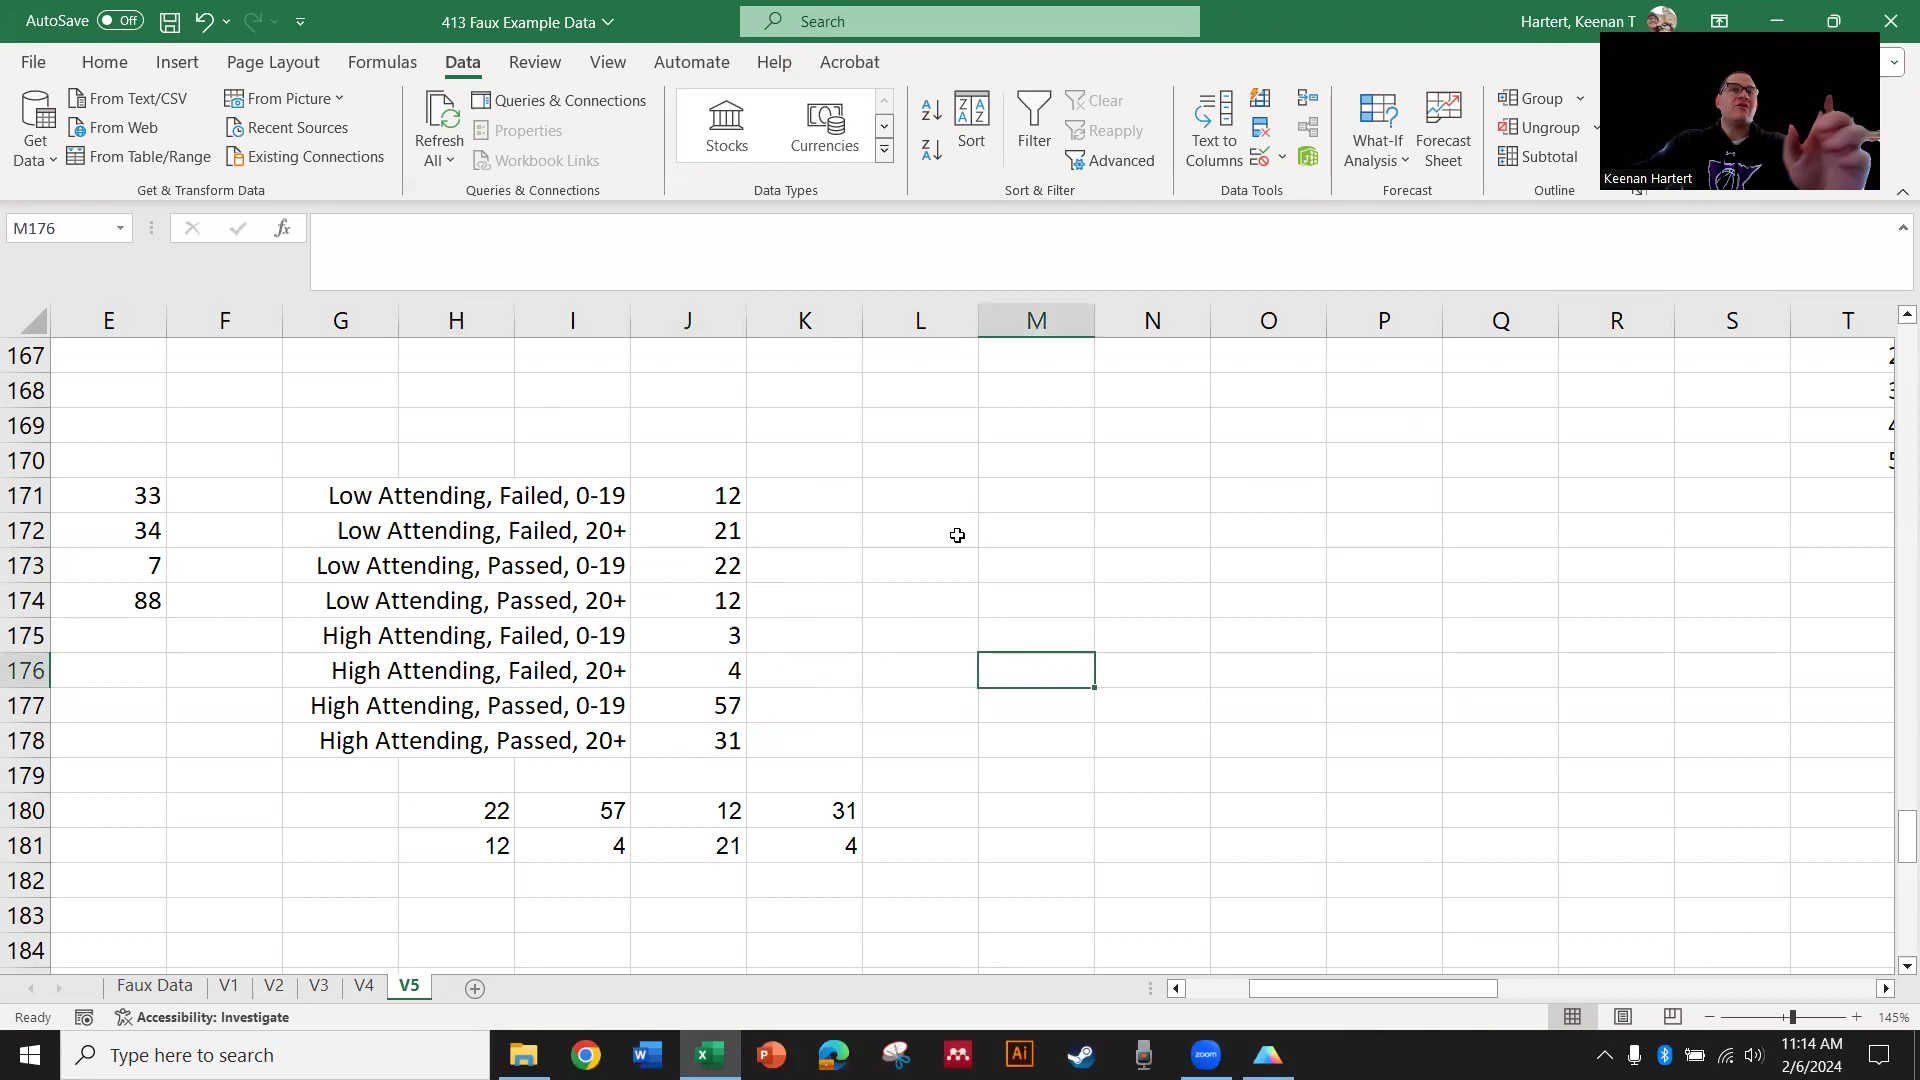 AutoSave Off 413 Faux Example Data Search Hartert, Keenan T
File Home Insert Page Layout Formulas Data Review View Automate Help Acrobat
Get Data
From Text/CSV
From Web
From Table/Range
From Picture
Recent Sources
Existing Connections
Get & Transform Data
Refresh All
Queries & Connections
Properties
Workbook Links
Queries & Connections
Stocks Currencies
Data Types
Sort
Filter
Clear
Reapply
Advanced
Sort & Filter
Text to Columns
Data Tools
What-If Analysis
Forecast Sheet
Forecast
Group
Ungroup
Subtotal
Outline
Keenan Hartert
M176 fx
E F G H I J K L M N O P Q R S T
167
168
169
170
171 33 Low Attending, Failed, 0-19 12
172 34 Low Attending, Failed, 20+ 21
173 7 Low Attending, Passed, 0-19 22
174 88 Low Attending, Passed, 20+ 12
175 High Attending, Failed, 0-19 3
176 High Attending, Failed, 20+ 4
177 High Attending, Passed, 0-19 57
178 High Attending, Passed, 20+ 31
179
180 22 57 12 31
181 12 4 21 4
182
183
184
Faux Data V1 V2 V3 V4 V5
Ready Accessibility: Investigate 145%
Type here to search zoom 11:14 AM
2/6/2024